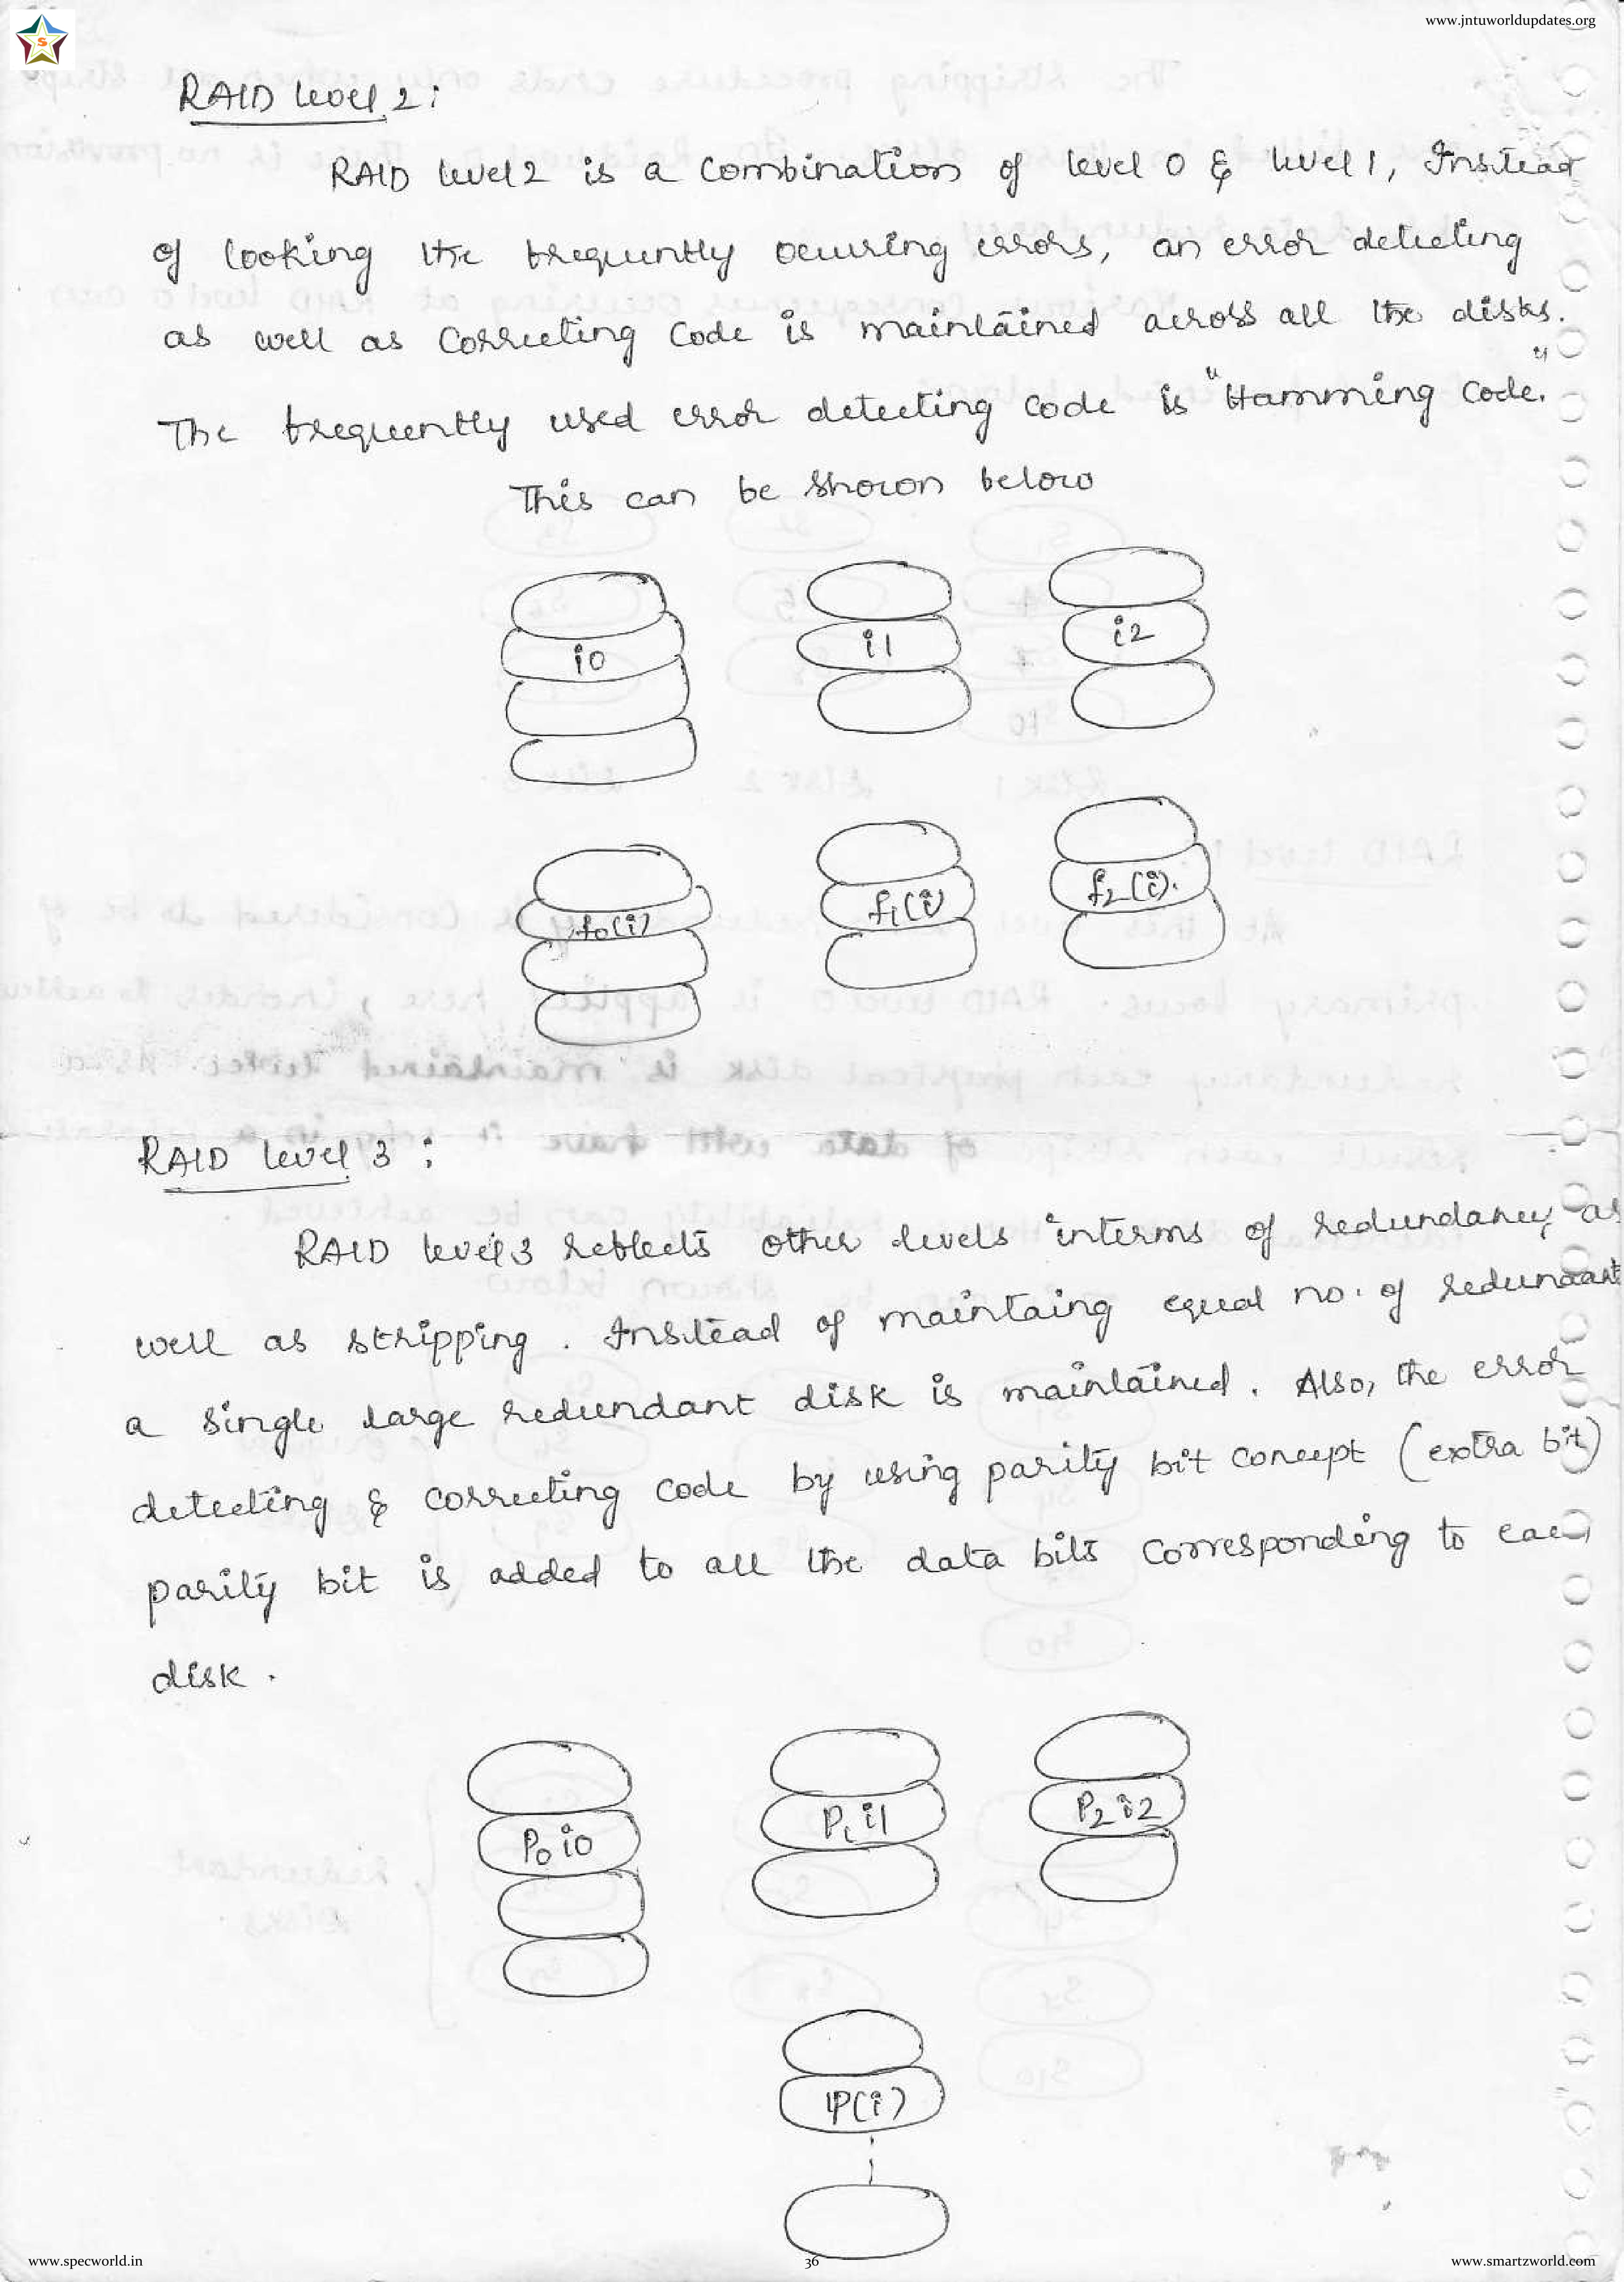 www.jntuworldupdates.org
S
RAID level 2:
RAID level 2 is a combination of level 0 & level 1, Instead
of looking the frequently occuring errors, an error detecting
as well as correcting code is maintained across all the disks.
The frequently used error detecting code is "Hamming code."
This can be shown below
i0 i1 i2
f0(i) f1(i) f2(i).
RAID level 3 :
RAID level 3 reflects other levels interms of redundancy as
well as stripping. Instead of maintaing equal no. of redundant
a single large redundant disk is maintained. Also, the error
detecting & correcting code by using parity bit concept (extra bit)
parity bit is added to all the data bits corresponding to each
disk.
P0 i0 P1 i1 P2 i2
P(i)
www.specworld.in 36 www.smartzworld.com